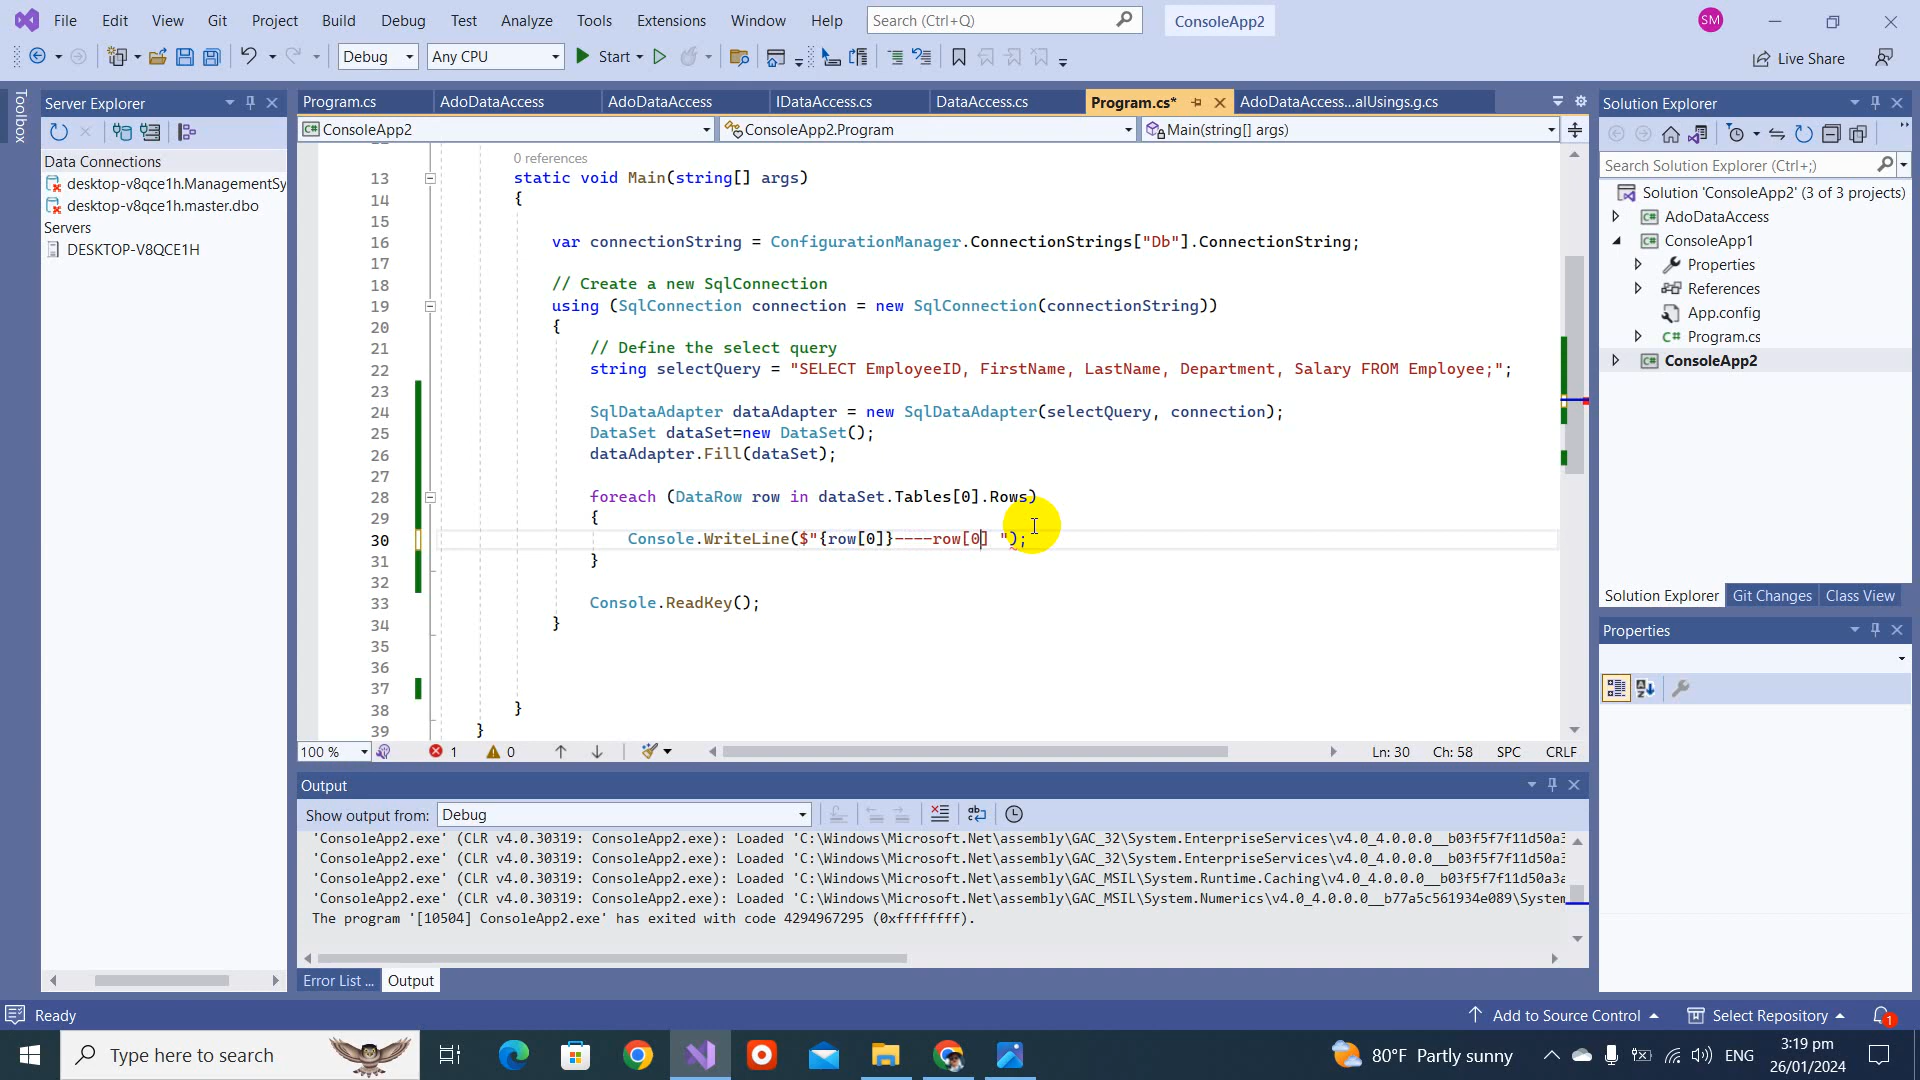 File Edit View Git Project Build Debug Test Analyze Tools Extensions Window Help Search (Ctrl+Q) ConsoleApp2 SM
Debug Any CPU Start Live Share
Toolbox
Server Explorer
Data Connections
desktop-v8qce1h.ManagementSy
desktop-v8qce1h.master.dbo
Servers
DESKTOP-V8QCE1H
Program.cs AdoDataAccess AdoDataAccess IDataAccess.cs DataAccess.cs Program.cs* AdoDataAccess...alUsings.g.cs
ConsoleApp2 ConsoleApp2.Program Main(string[] args)
0 references
13 static void Main(string[] args)
14 {
15
16 var connectionString = ConfigurationManager.ConnectionStrings["Db"].ConnectionString;
17
18 // Create a new SqlConnection
19 using (SqlConnection connection = new SqlConnection(connectionString))
20 {
21 // Define the select query
22 string selectQuery = "SELECT EmployeeID, FirstName, LastName, Department, Salary FROM Employee;";
23
24 SqlDataAdapter dataAdapter = new SqlDataAdapter(selectQuery, connection);
25 DataSet dataSet=new DataSet();
26 dataAdapter.Fill(dataSet);
27
28 foreach (DataRow row in dataSet.Tables[0].Rows)
29 {
30 Console.WriteLine($"{row[0]}----row[0] ");
31 }
32
33 Console.ReadKey();
34 }
35
36
37
38 }
39 }
100 % 1 0 Ln: 30 Ch: 58 SPC CRLF
Output
Show output from: Debug
'ConsoleApp2.exe' (CLR v4.0.30319: ConsoleApp2.exe): Loaded 'C:\Windows\Microsoft.Net\assembly\GAC_32\System.EnterpriseServices\v4.0_4.0.0.0__b03f5f7f11d50a3
'ConsoleApp2.exe' (CLR v4.0.30319: ConsoleApp2.exe): Loaded 'C:\Windows\Microsoft.Net\assembly\GAC_32\System.EnterpriseServices\v4.0_4.0.0.0__b03f5f7f11d50a3
'ConsoleApp2.exe' (CLR v4.0.30319: ConsoleApp2.exe): Loaded 'C:\Windows\Microsoft.Net\assembly\GAC_MSIL\System.Runtime.Caching\v4.0_4.0.0.0__b03f5f7f11d50a3a
'ConsoleApp2.exe' (CLR v4.0.30319: ConsoleApp2.exe): Loaded 'C:\Windows\Microsoft.Net\assembly\GAC_MSIL\System.Numerics\v4.0_4.0.0.0__b77a5c561934e089\System
The program '[10504] ConsoleApp2.exe' has exited with code 4294967295 (0xffffffff).
Error List ... Output
Solution Explorer
Search Solution Explorer (Ctrl+;)
Solution 'ConsoleApp2' (3 of 3 projects)
AdoDataAccess
ConsoleApp1
Properties
References
App.config
Program.cs
ConsoleApp2
Solution Explorer Git Changes Class View
Properties
Ready Add to Source Control Select Repository 1
Type here to search 80°F Partly sunny ENG 3:19 pm
26/01/2024